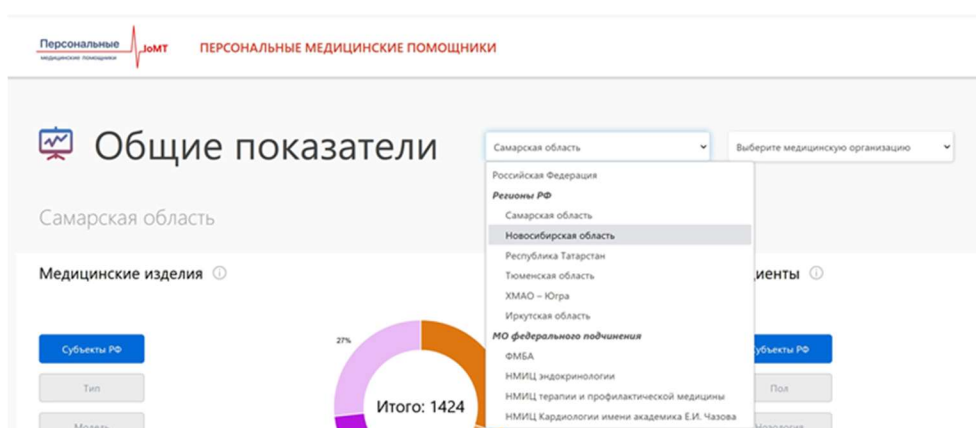 Персональные
медицинские помощники
IoMT
ПЕРСОНАЛЬНЫЕ МЕДИЦИНСКИЕ ПОМОЩНИКИ
Общие показатели
Самарская область
Выберите медицинскую организацию
Российская Федерация
Регионы РФ
Самарская область
Новосибирская область
Республика Татарстан
Тюменская область
ХМАО – Югра
Иркутская область
МО федерального подчинения
ФМБА
НМИЦ эндокринологии
НМИЦ терапии и профилактической медицины
НМИЦ Кардиологии имени академика Е.И. Чазова
Самарская область
Медицинские изделия
Субъекты РФ
Тип
Модель
27%
Итого: 1424
иенты
убъекты РФ
Пол
Нозология